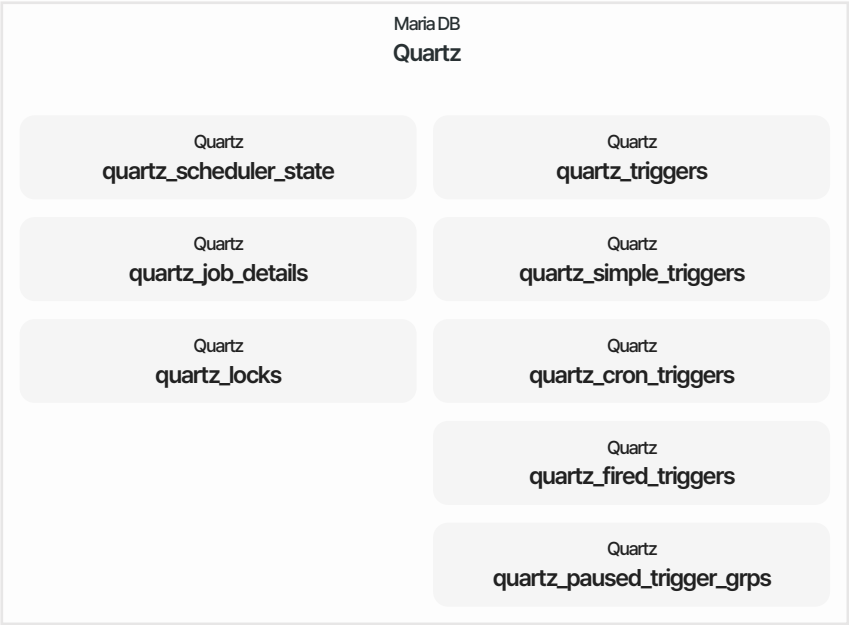 Maria DB
Quartz
Quartz
quartz_scheduler_state
Quartz
quartz_job_details
Quartz
quartz_locks
Quartz
quartz_triggers
Quartz
quartz_simple_triggers
Quartz
quartz_cron_triggers
Quartz
quartz_fired_triggers
Quartz
quartz_paused_trigger_grps